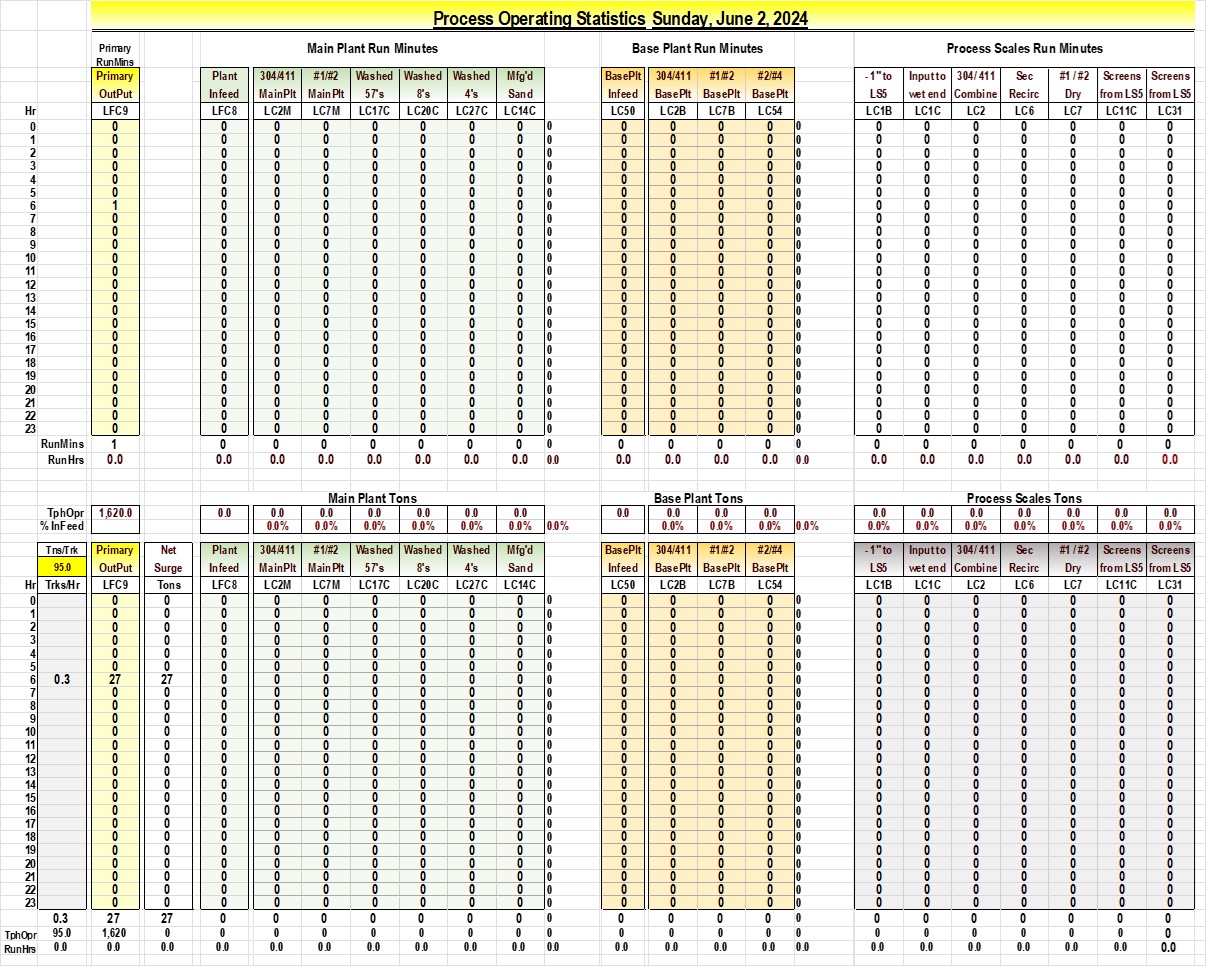 Process Operating Statistics Sunday, June 2, 2024
Primary Main Plant Run Minutes Base Plant Run Minutes Process Scales Run Minutes
RunMins
Primary Plant 304/411 #1/#2 Washed Washed Washed Mfg'd BasePlt 304/411 #1/#2 #2/#4 - 1" to Input to 304/ 411 Sec #1 / #2 Screens Screens
OutPut Infeed MainPlt MainPlt 57's 8's 4's Sand Infeed BasePlt BasePlt BasePlt LS5 wet end Combine Recirc Dry from LS5 from LS5
Hr LFC9 LFC8 LC2M LC7M LC17C LC20C LC27C LC14C LC50 LC2B LC7B LC54 LC1B LC1C LC2 LC6 LC7 LC11C LC31
0 0 0 0 0 0 0 0 0 0 0 0 0 0 0 0 0 0 0 0 0 0
1 0 0 0 0 0 0 0 0 0 0 0 0 0 0 0 0 0 0 0 0 0
2 0 0 0 0 0 0 0 0 0 0 0 0 0 0 0 0 0 0 0 0 0
3 0 0 0 0 0 0 0 0 0 0 0 0 0 0 0 0 0 0 0 0 0
4 0 0 0 0 0 0 0 0 0 0 0 0 0 0 0 0 0 0 0 0 0
5 0 0 0 0 0 0 0 0 0 0 0 0 0 0 0 0 0 0 0 0 0
6 1 0 0 0 0 0 0 0 0 0 0 0 0 0 0 0 0 0 0 0 0
7 0 0 0 0 0 0 0 0 0 0 0 0 0 0 0 0 0 0 0 0 0
8 0 0 0 0 0 0 0 0 0 0 0 0 0 0 0 0 0 0 0 0 0
9 0 0 0 0 0 0 0 0 0 0 0 0 0 0 0 0 0 0 0 0 0
10 0 0 0 0 0 0 0 0 0 0 0 0 0 0 0 0 0 0 0 0 0
11 0 0 0 0 0 0 0 0 0 0 0 0 0 0 0 0 0 0 0 0 0
12 0 0 0 0 0 0 0 0 0 0 0 0 0 0 0 0 0 0 0 0 0
13 0 0 0 0 0 0 0 0 0 0 0 0 0 0 0 0 0 0 0 0 0
14 0 0 0 0 0 0 0 0 0 0 0 0 0 0 0 0 0 0 0 0 0
15 0 0 0 0 0 0 0 0 0 0 0 0 0 0 0 0 0 0 0 0 0
16 0 0 0 0 0 0 0 0 0 0 0 0 0 0 0 0 0 0 0 0 0
17 0 0 0 0 0 0 0 0 0 0 0 0 0 0 0 0 0 0 0 0 0
18 0 0 0 0 0 0 0 0 0 0 0 0 0 0 0 0 0 0 0 0 0
19 0 0 0 0 0 0 0 0 0 0 0 0 0 0 0 0 0 0 0 0 0
20 0 0 0 0 0 0 0 0 0 0 0 0 0 0 0 0 0 0 0 0 0
21 0 0 0 0 0 0 0 0 0 0 0 0 0 0 0 0 0 0 0 0 0
22 0 0 0 0 0 0 0 0 0 0 0 0 0 0 0 0 0 0 0 0 0
23 0 0 0 0 0 0 0 0 0 0 0 0 0 0 0 0 0 0 0 0 0
RunMins 1 0 0 0 0 0 0 0 0 0 0 0 0 0 0 0 0 0 0 0 0
Run Hrs 0.0 0.0 0.0 0.0 0.0 0.0 0.0 0.0 0.0 0.0 0.0 0.0 0.0 0.0 0.0 0.0 0.0 0.0 0.0 0.0 0.0
Main Plant Tons Base Plant Tons Process Scales Tons
TphOpr 1,620.0 0.0 0.0 0.0 0.0 0.0 0.0 0.0 0.0 0.0 0.0 0.0 0.0 0.0 0.0 0.0 0.0 0.0 0.0
% InFeed 0.0% 0.0% 0.0% 0.0% 0.0% 0.0% 0.0% 0.0% 0.0% 0.0% 0.0% 0.0% 0.0% 0.0% 0.0% 0.0% 0.0% 0.0%
Tns/Trk Primary Net Plant 304/411 #1/#2 Washed Washed Washed Mfg'd BasePlt 304/411 #1/#2 #2/#4 - 1" to Input to 304/ 411 Sec #1 / #2 Screens Screens
95.0 OutPut Surge Infeed MainPlt MainPlt 57's 8's 4's Sand Infeed BasePlt BasePlt BasePlt LS5 wet end Combine Recirc Dry from LS5 from LS5
Hr Trks/Hr LFC9 Tons LFC8 LC2M LC7M LC17C LC20C LC27C LC14C LC50 LC2B LC7B LC54 LC1B LC1C LC2 LC6 LC7 LC11C LC31
0 0 0 0 0 0 0 0 0 0 0 0 0 0 0 0 0 0 0 0 0 0 0
1 0 0 0 0 0 0 0 0 0 0 0 0 0 0 0 0 0 0 0 0 0 0
2 0 0 0 0 0 0 0 0 0 0 0 0 0 0 0 0 0 0 0 0 0 0
3 0 0 0 0 0 0 0 0 0 0 0 0 0 0 0 0 0 0 0 0 0 0
4 0 0 0 0 0 0 0 0 0 0 0 0 0 0 0 0 0 0 0 0 0 0
5 0 0 0 0 0 0 0 0 0 0 0 0 0 0 0 0 0 0 0 0 0 0
6 0.3 27 27 0 0 0 0 0 0 0 0 0 0 0 0 0 0 0 0 0 0 0 0
7 0 0 0 0 0 0 0 0 0 0 0 0 0 0 0 0 0 0 0 0 0 0
8 0 0 0 0 0 0 0 0 0 0 0 0 0 0 0 0 0 0 0 0 0 0
9 0 0 0 0 0 0 0 0 0 0 0 0 0 0 0 0 0 0 0 0 0 0
10 0 0 0 0 0 0 0 0 0 0 0 0 0 0 0 0 0 0 0 0 0 0
11 0 0 0 0 0 0 0 0 0 0 0 0 0 0 0 0 0 0 0 0 0 0
12 0 0 0 0 0 0 0 0 0 0 0 0 0 0 0 0 0 0 0 0 0 0
13 0 0 0 0 0 0 0 0 0 0 0 0 0 0 0 0 0 0 0 0 0 0
14 0 0 0 0 0 0 0 0 0 0 0 0 0 0 0 0 0 0 0 0 0 0
15 0 0 0 0 0 0 0 0 0 0 0 0 0 0 0 0 0 0 0 0 0 0
16 0 0 0 0 0 0 0 0 0 0 0 0 0 0 0 0 0 0 0 0 0 0
17 0 0 0 0 0 0 0 0 0 0 0 0 0 0 0 0 0 0 0 0 0 0
18 0 0 0 0 0 0 0 0 0 0 0 0 0 0 0 0 0 0 0 0 0 0
19 0 0 0 0 0 0 0 0 0 0 0 0 0 0 0 0 0 0 0 0 0 0
20 0 0 0 0 0 0 0 0 0 0 0 0 0 0 0 0 0 0 0 0 0 0
21 0 0 0 0 0 0 0 0 0 0 0 0 0 0 0 0 0 0 0 0 0 0
22 0 0 0 0 0 0 0 0 0 0 0 0 0 0 0 0 0 0 0 0 0 0
23 0 0 0 0 0 0 0 0 0 0 0 0 0 0 0 0 0 0 0 0 0 0
0.3 27 27 0 0 0 0 0 0 0 0 0 0 0 0 0 0 0 0 0 0 0 0
TphOpr 95.0 1,620 0 0 0 0 0 0 0 0 0 0 0 0 0 0 0 0 0 0 0 0 0
RunHrs 0.0 0.0 0.0 0.0 0.0 0.0 0.0 0.0 0.0 0.0 0.0 0.0 0.0 0.0 0.0 0.0 0.0 0.0 0.0 0.0 0.0 0.0 0.0